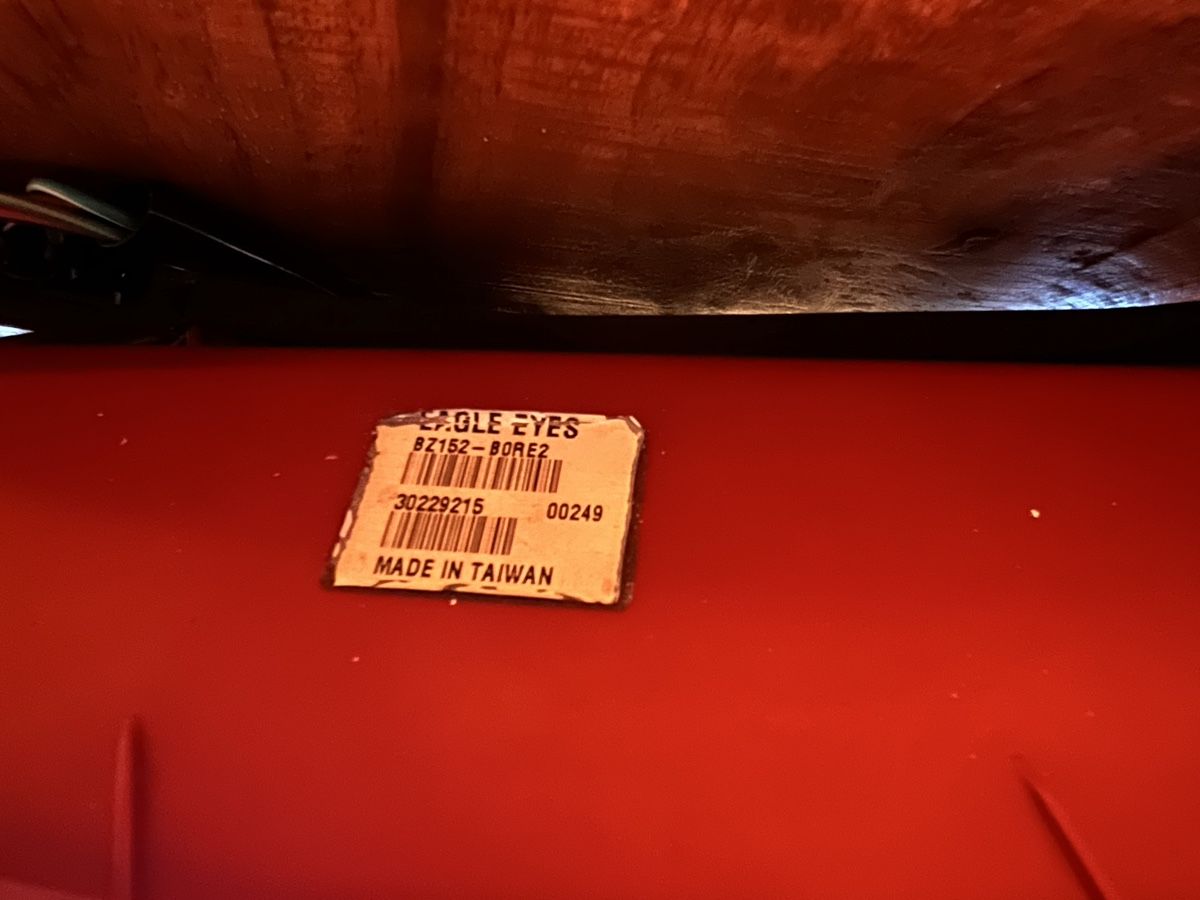 EAGLE EYES
BZ152-B0RE2
30229215 00249
MADE IN TAIWAN